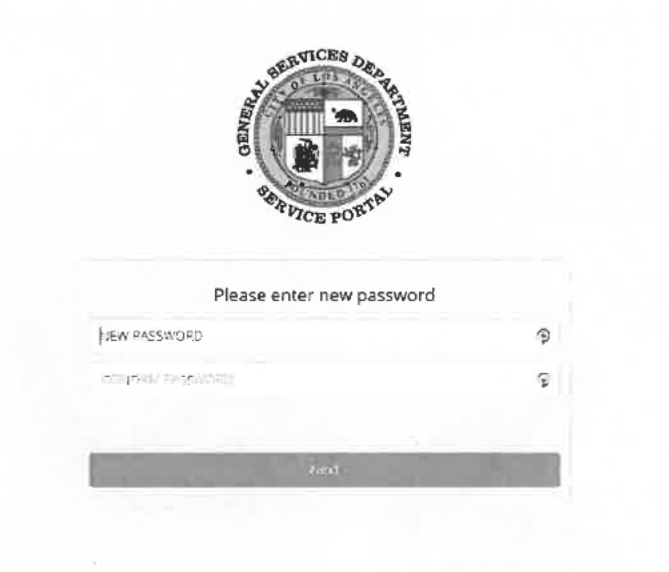 GENERAL SERVICES DEPARTMENT
CITY OF LOS ANGELES
FOUNDED 1781
SERVICE PORTAL
Please enter new password
NEW PASSWORD
CONFIRM PASSWORD
Next